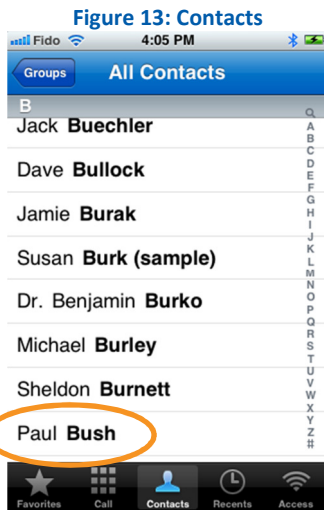 Figure 13: Contacts
Fido 4:05 PM
Groups All Contacts
B
Jack Buechler
Dave Bullock
Jamie Burak
Susan Burk (sample)
Dr. Benjamin Burko
Michael Burley
Sheldon Burnett
Paul Bush
A
B
C
D
E
F
G
H
I
J
K
L
M
N
O
P
Q
R
S
T
U
V
W
X
Y
Z
#
Favorites Call Contacts Recents Access